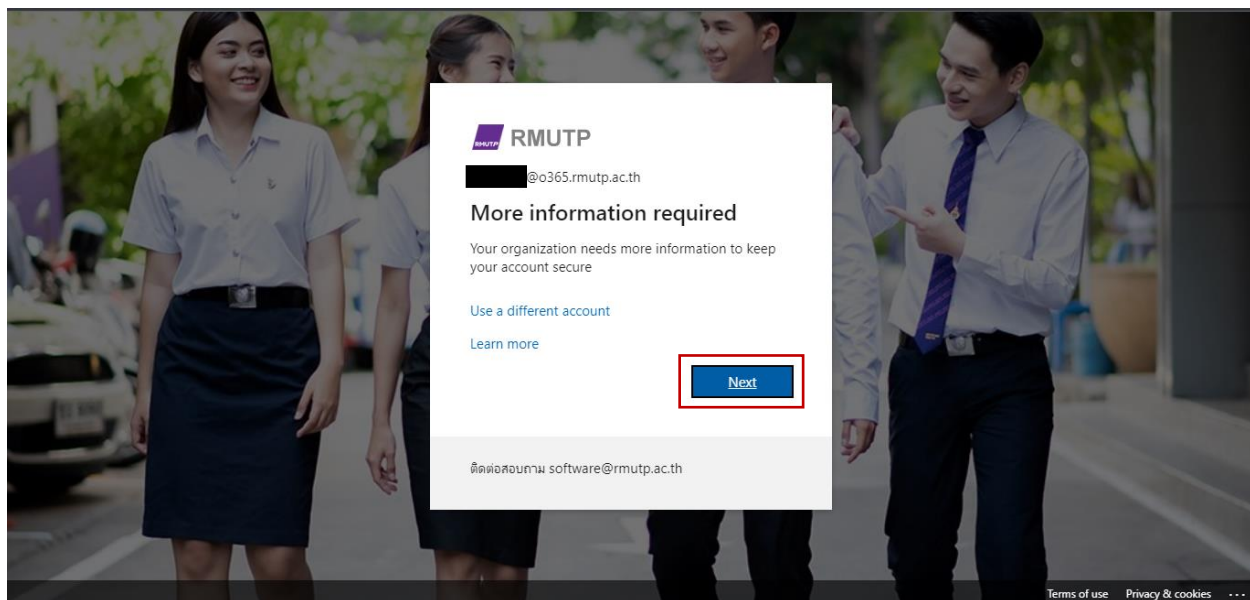 RMUTP RMUTP
@o365.rmutp.ac.th
More information required
Your organization needs more information to keep
your account secure
Use a different account
Learn more
Next
ติดต่อสอบถาม software@rmutp.ac.th
Terms of use Privacy & cookies ...